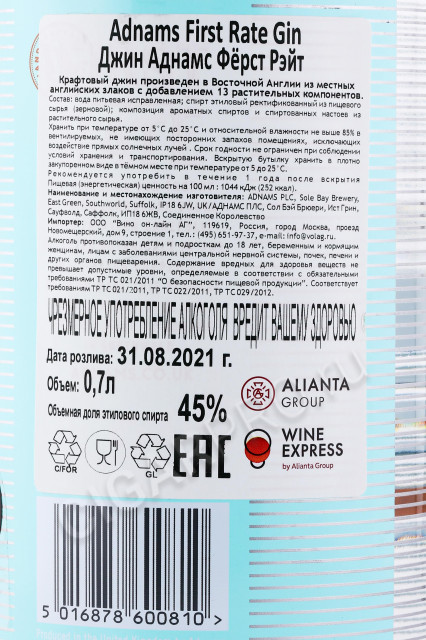 Adnams First Rate Gin
Джин Аднамс Фёрст Рэйт
Крафтовый джин произведен в Восточной Англии из местных
английских злаков с добавлением 13 растительных компонентов.
Состав: вода питьевая исправленная; спирт этиловый ректификованный из пищевого
сырья (зерновой); композиция ароматных спиртов и спиртованных настоев из
растительного сырья.
Хранить при температуре от 5˚С до 25˚С и относительной влажности не выше 85% в
вентилируемых, не имеющих посторонних запахов помещениях, исключающих
воздействие прямых солнечных лучей . Срок годности не ограничен при соблюдении
условий хранения и транспортирования. Вскрытую бутылку хранить в плотно
закупоренном виде в тёмном месте при температуре от 5 до 25˚С.
Рекомендуется употребить в течение 1 года после вскрытия
Пищевая (энергетическая) ценность на 100 мл : 1044 кДж (252 ккал).
Наименование и местонахождение изготовителя: ADNAMS PLC, Sole Bay Brewery,
East Green, Southworld, Suffolk, IP18 6JW, UK/АДНАМС ПЛС, Сол Бэй Брюери, Ист Грин,
Саутволд, Саффолк, ИП18 6ЖВ, Соединенное Королевство
Импортер: ООО "Вино он-лайн АГ", 119619, Россия, город Москва, проезд
Новомещерский, дом 9, строение 1, тел.: (495) 651-97-37, e-mail: info@volag.ru.
Алкоголь противопоказан детям и подросткам до 18 лет, беременным и кормящим
женщинам, лицам с заболеваниями центральной нервной системы, почек, печени и
других органов пищеварения. Содержание вредных для здоровья веществ не
превышает допустимые уровни, определяемые в соответствии с обязательными
требованиями ТР ТС 021/2011 "О безопасности пищевой продукции". Соответствует
требованиям ТР ТС 021/2011, ТР ТС 022/2011, ТР ТС 029/2012.
ЧРЕЗМЕРНОЕ УПОТРЕБЛЕНИЕ АЛКОГОЛЯ ВРЕДИТ ВАШЕМУ ЗДОРОВЬЮ
Дата розлива: 31.08.2021 г.
Объем: 0,7л
Объемная доля этилового спирта 45%
ALIANTA
GROUP
C/FOR
GL
EAC
WINE
EXPRESS
by Alianta Group
5 016878 600810 >